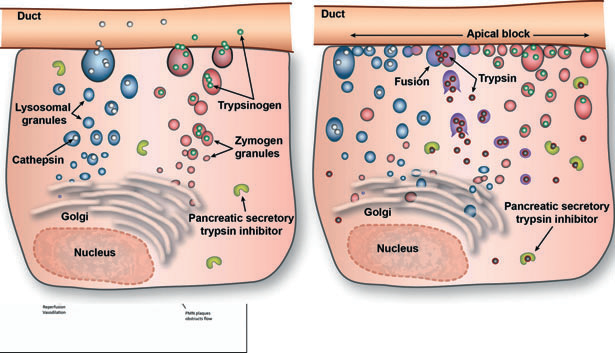 Duct
Lysosomal
granules
Cathepsin
Trypsinogen
Zymogen
granules
Golgi
Pancreatic secretory
trypsin inhibitor
Nucleus
Reperfusion
Vasodilation
PMN plaques
obstructs flow
Duct
Apical block
Fusión
Trypsin
Golgi
Pancreatic secretory
trypsin inhibitor
Nucleus